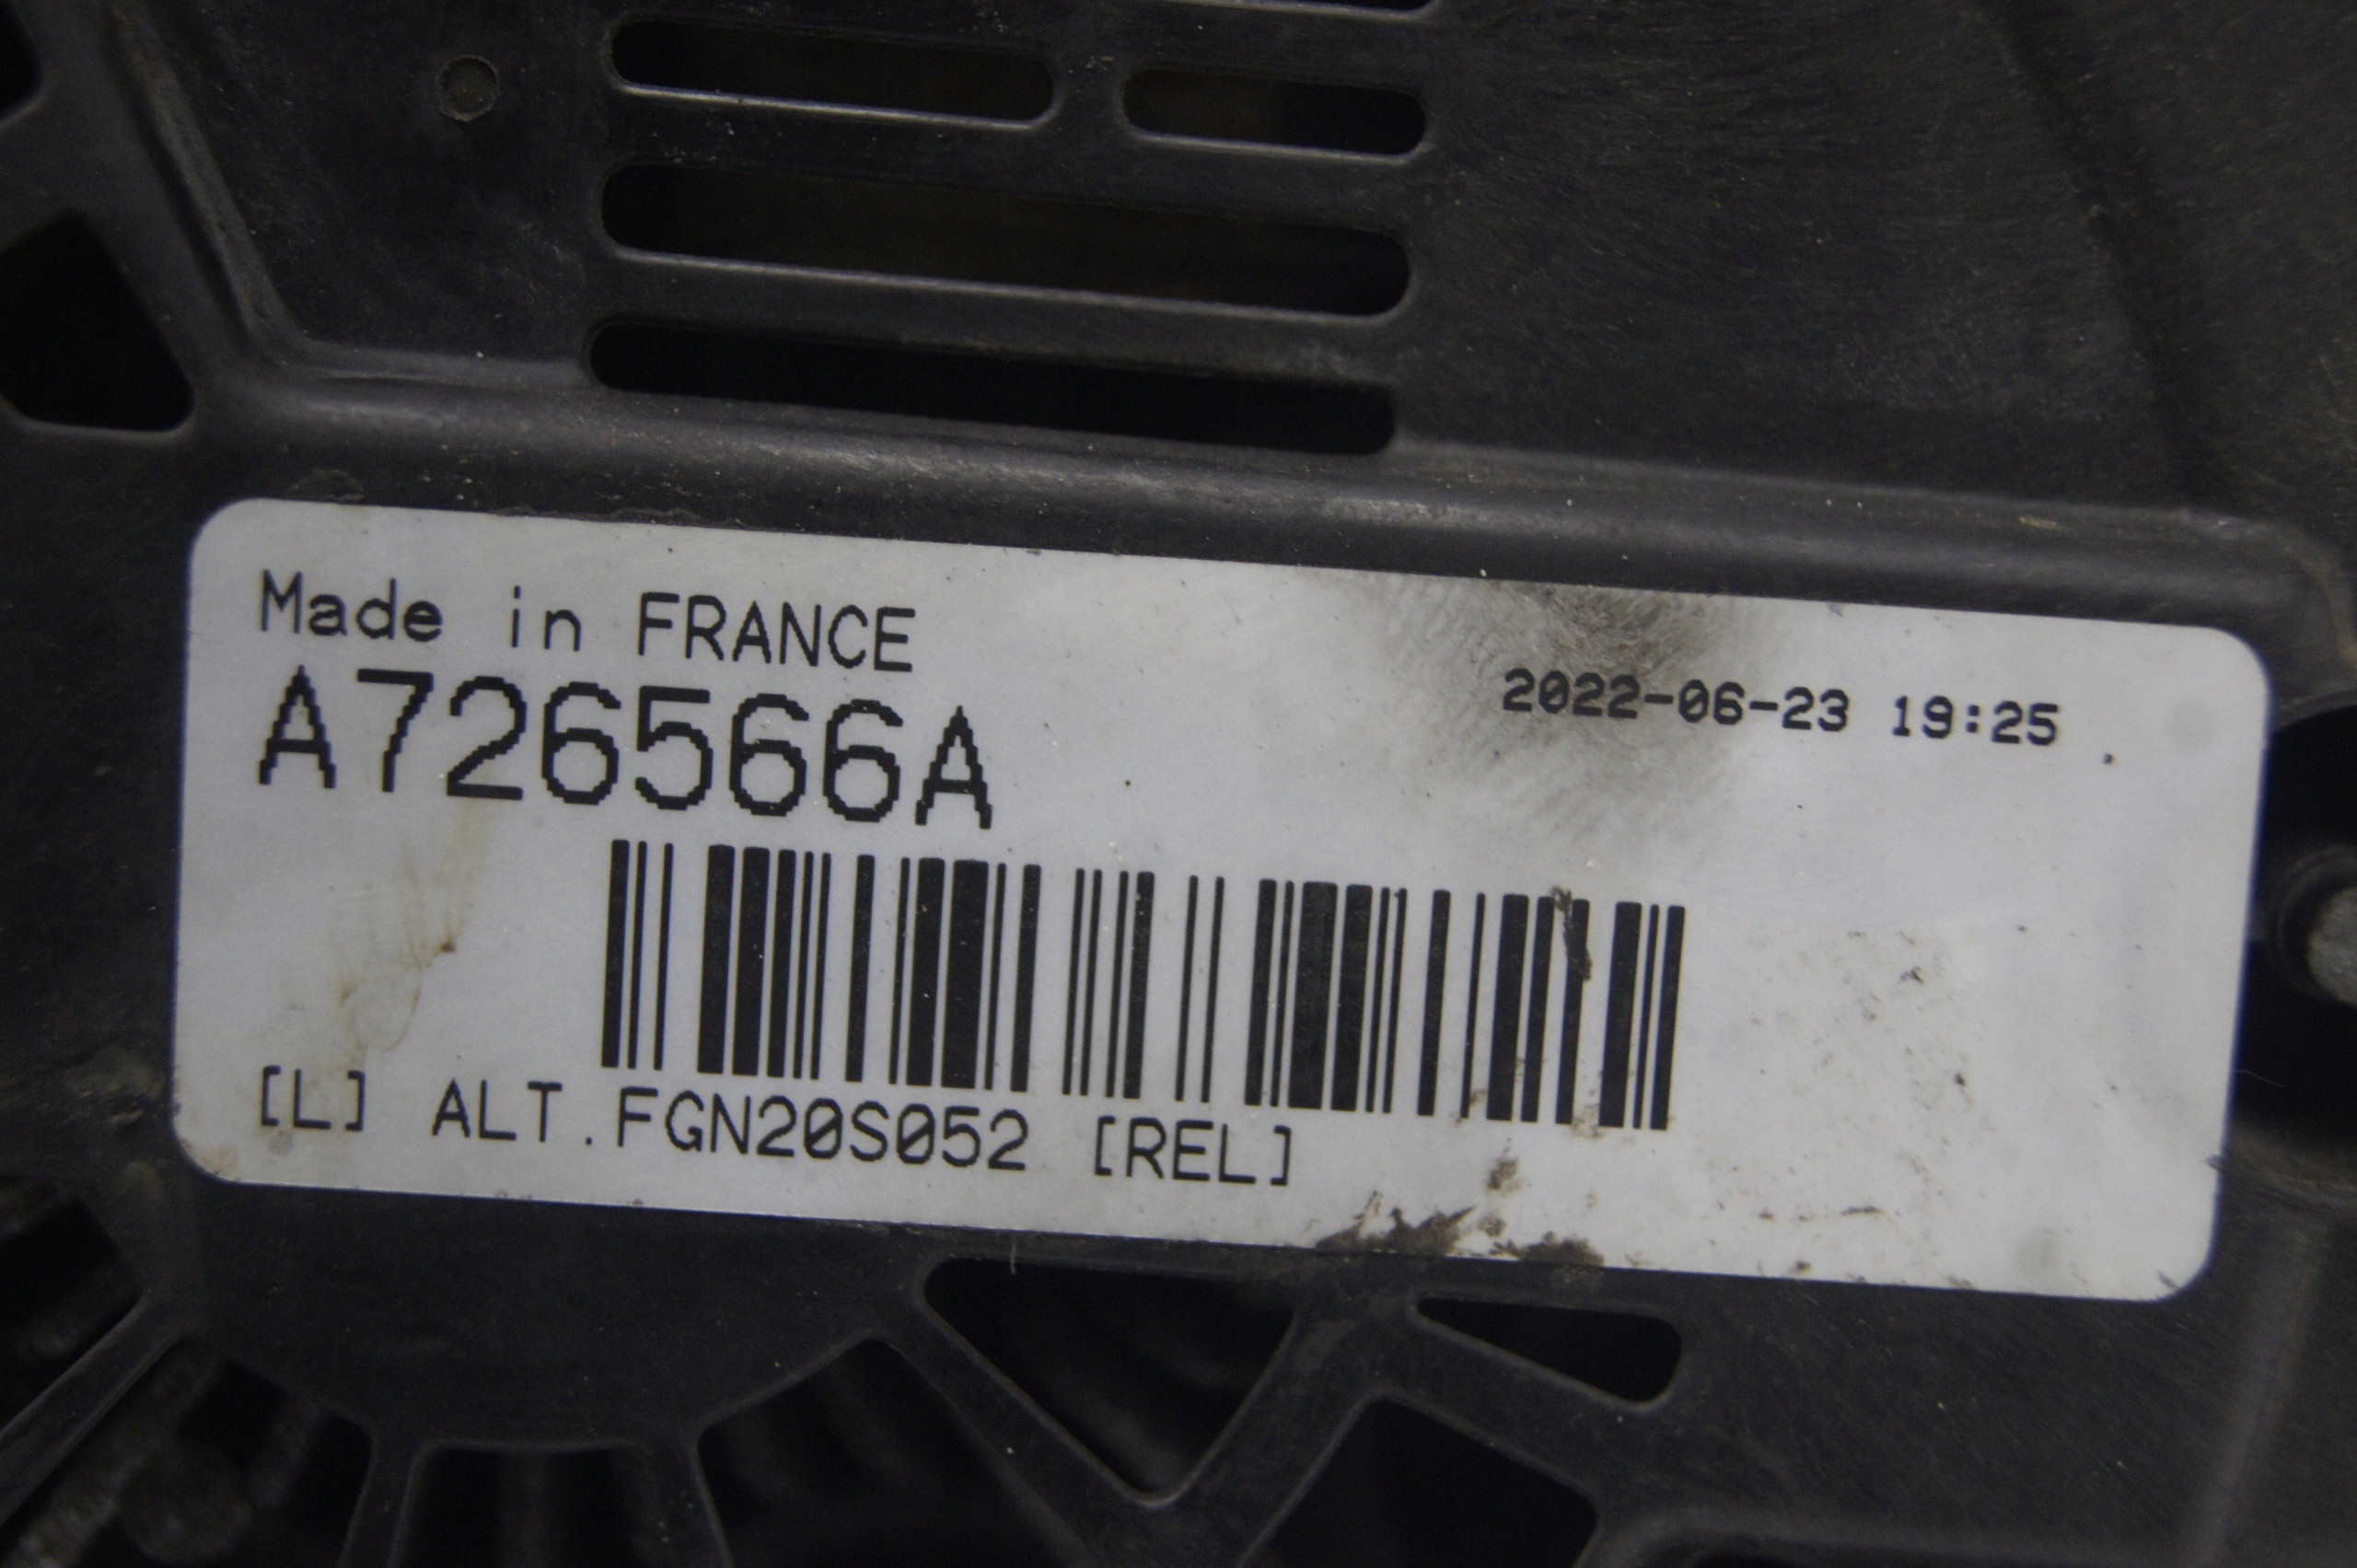 Made in FRANCE
A726566A
2022-06-23 19:25 .
[L] ALT.FGN20S052 [REL]